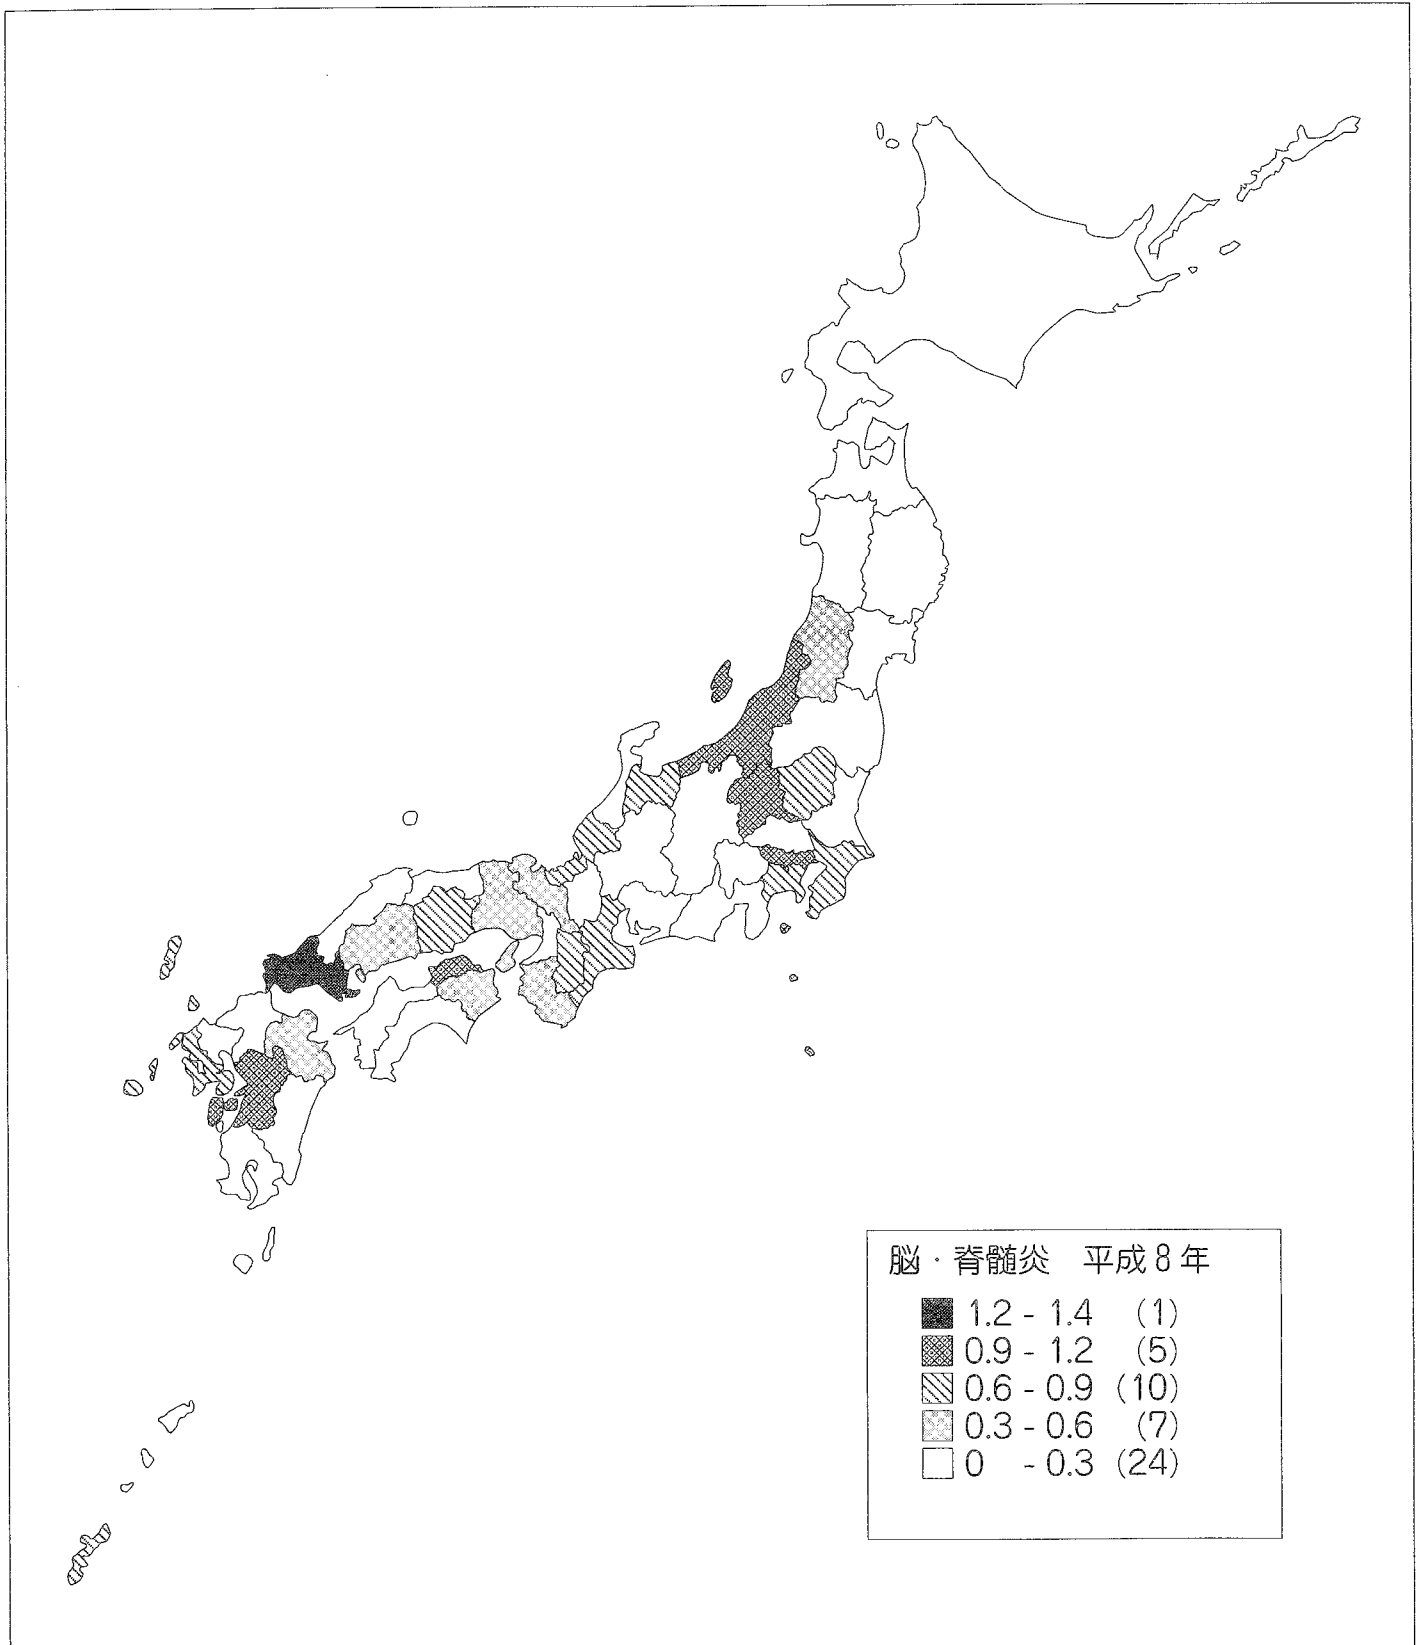 脳・脊髄炎 平成8年
1.2 - 1.4 (1)
0.9 - 1.2 (5)
0.6 - 0.9 (10)
0.3 - 0.6 (7)
0 - 0.3 (24)